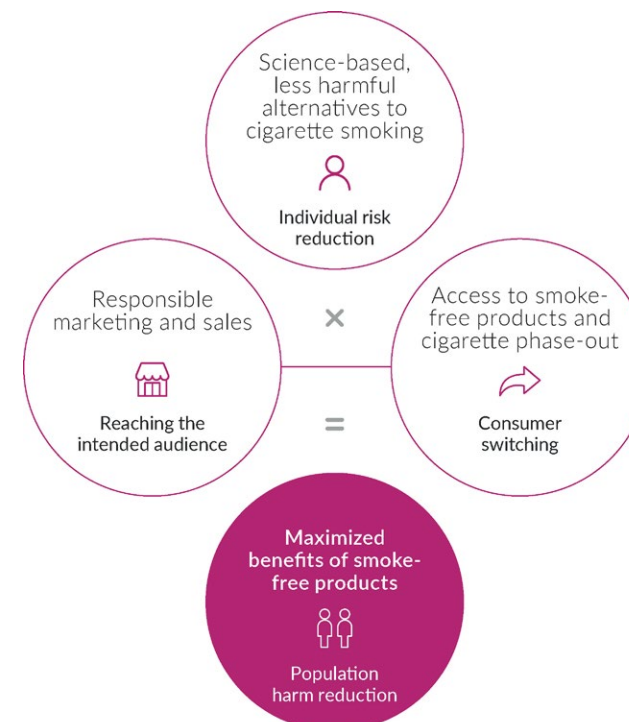 Science-based,
less harmful
alternatives to
cigarette smoking
Individual risk
reduction
Responsible
marketing and sales
Reaching the
intended audience
×
Access to smoke-
free products and
cigarette phase-out
Consumer
switching
=
Maximized
benefits of smoke-
free products
Population
harm reduction